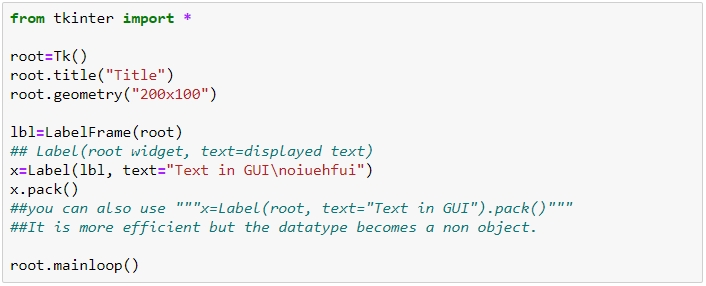 from tkinter import *
root=Tk()
root.title("Title")
root.geometry("200x100")
lbl=LabelFrame(root)
## Label(root widget, text=displayed text)
x=Label(lbl, text="Text in GUI\noiuehfui")
x.pack()
##you can also use """x=Label(root, text="Text in GUI").pack()"""
##It is more efficient but the datatype becomes a non object.
root.mainloop()